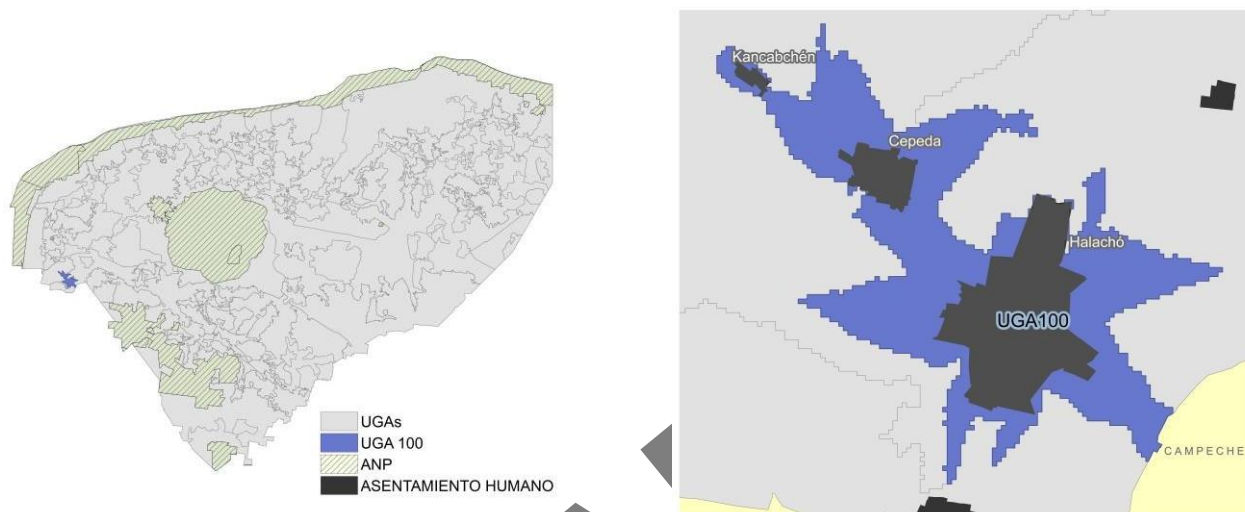 UGAs
UGA 100
ANP
ASENTAMIENTO HUMANO
Kancabchén
Cepeda
Halachó
UGA100
CAMPECHE